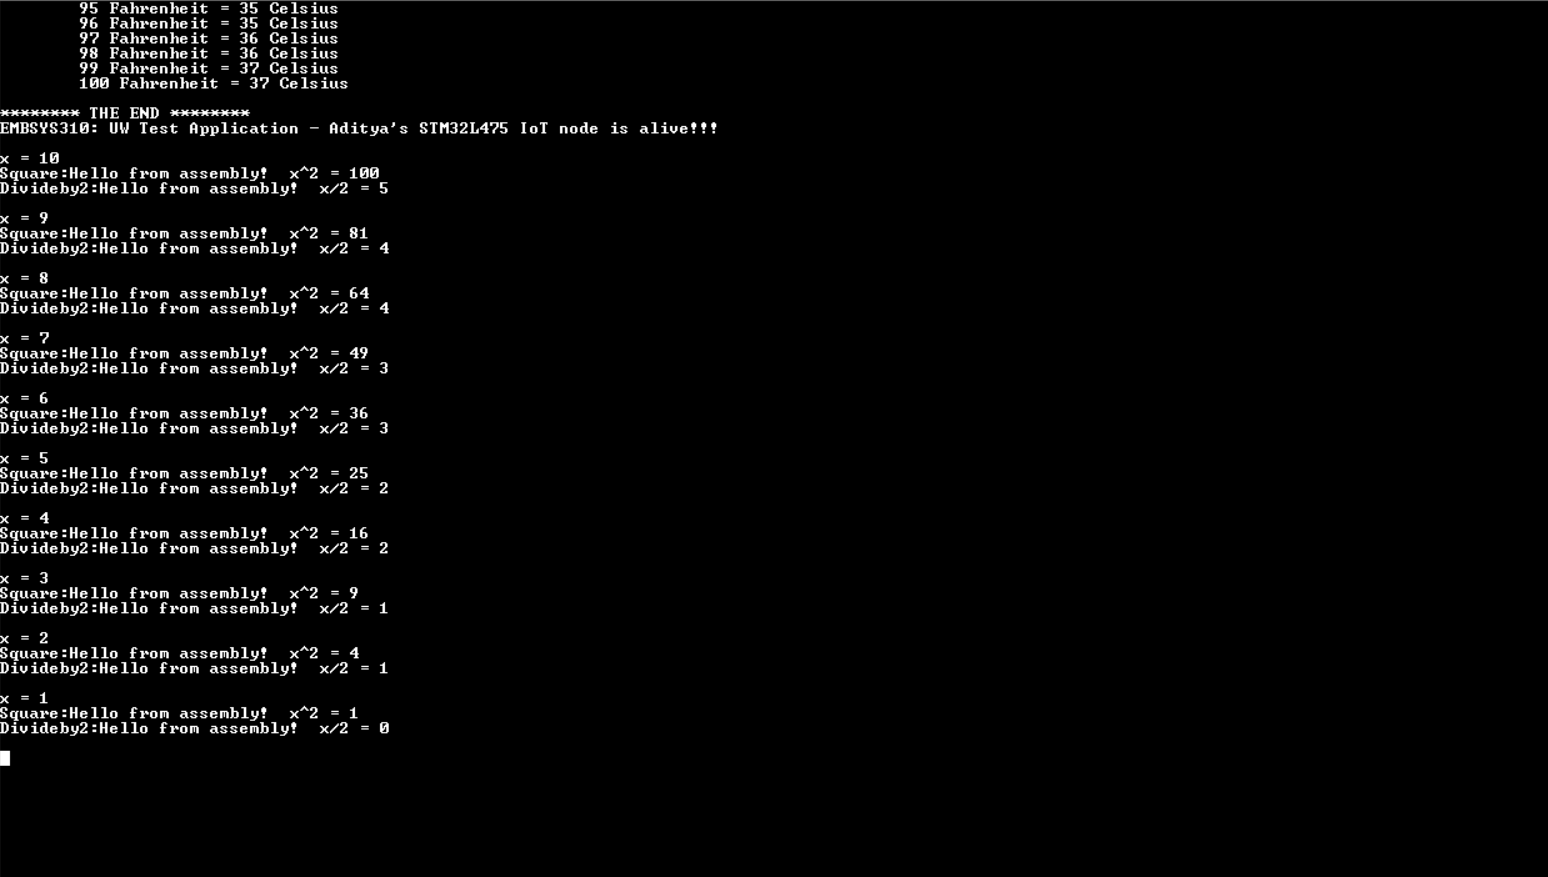 95 Fahrenheit = 35 Celsius
96 Fahrenheit = 35 Celsius
97 Fahrenheit = 36 Celsius
98 Fahrenheit = 36 Celsius
99 Fahrenheit = 37 Celsius
100 Fahrenheit = 37 Celsius
******** THE END ********
EMBSYS310: UW Test Application - Aditya's STM32L475 IoT node is alive!!!
x = 10
Square:Hello from assembly!  x^2 = 100
Divideby2:Hello from assembly!  x/2 = 5
x = 9
Square:Hello from assembly!  x^2 = 81
Divideby2:Hello from assembly!  x/2 = 4
x = 8
Square:Hello from assembly!  x^2 = 64
Divideby2:Hello from assembly!  x/2 = 4
x = 7
Square:Hello from assembly!  x^2 = 49
Divideby2:Hello from assembly!  x/2 = 3
x = 6
Square:Hello from assembly!  x^2 = 36
Divideby2:Hello from assembly!  x/2 = 3
x = 5
Square:Hello from assembly!  x^2 = 25
Divideby2:Hello from assembly!  x/2 = 2
x = 4
Square:Hello from assembly!  x^2 = 16
Divideby2:Hello from assembly!  x/2 = 2
x = 3
Square:Hello from assembly!  x^2 = 9
Divideby2:Hello from assembly!  x/2 = 1
x = 2
Square:Hello from assembly!  x^2 = 4
Divideby2:Hello from assembly!  x/2 = 1
x = 1
Square:Hello from assembly!  x^2 = 1
Divideby2:Hello from assembly!  x/2 = 0